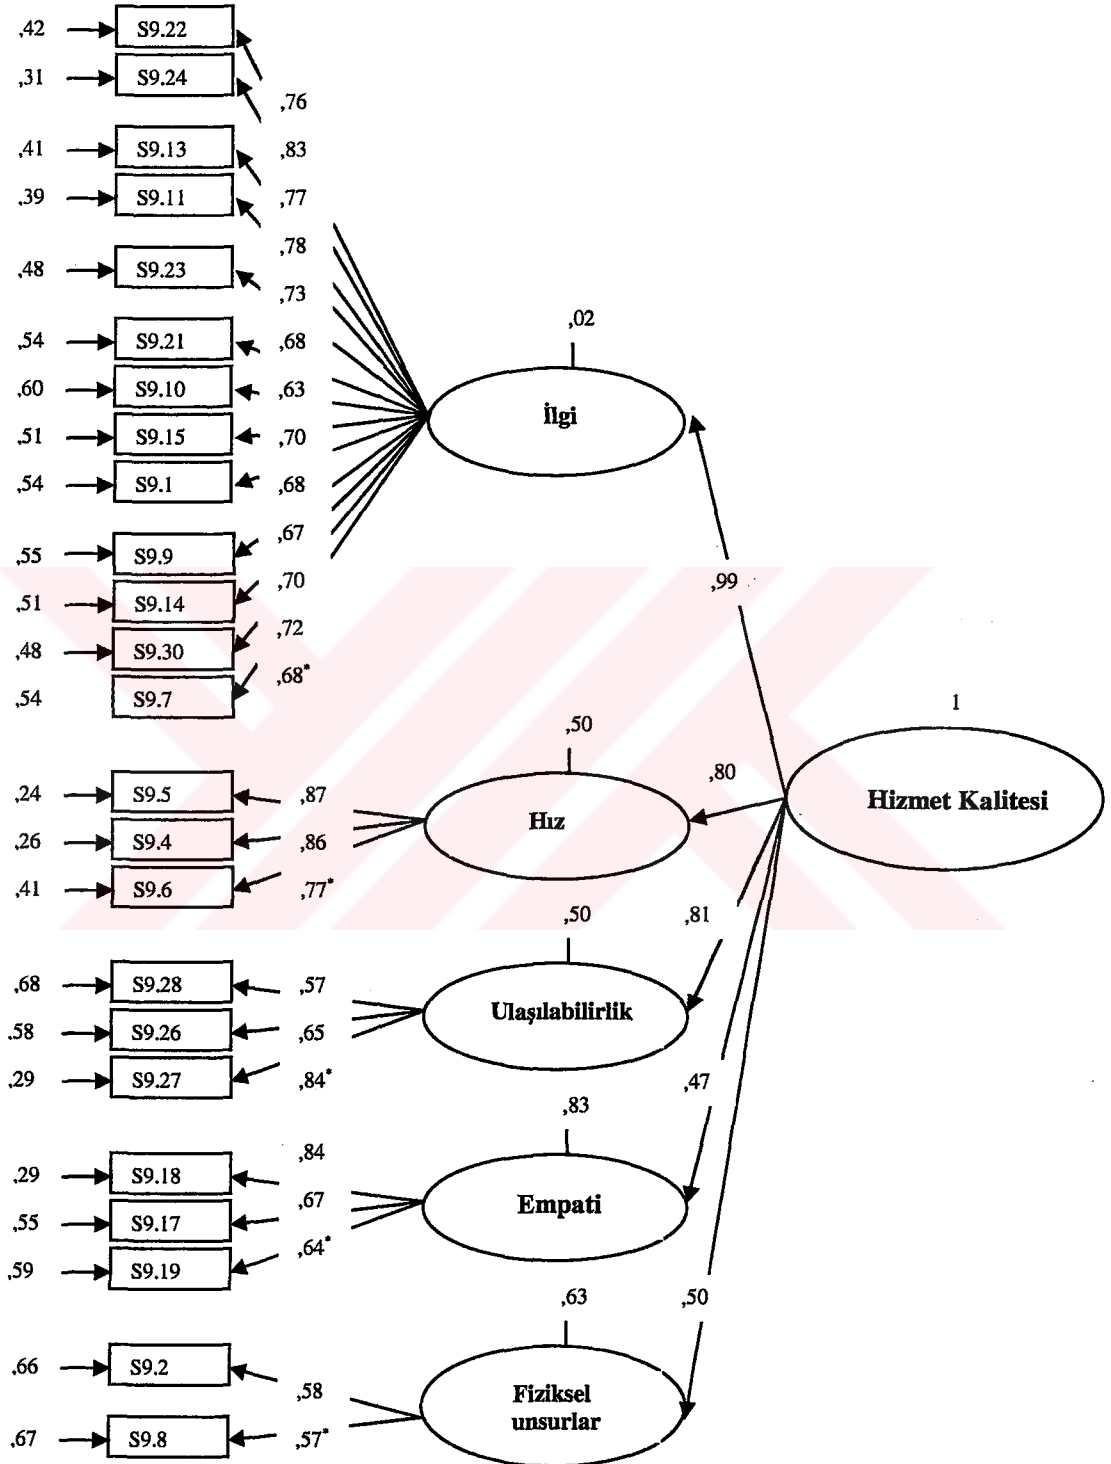 ,42 S9.22
,31 S9.24
,76
,41 S9.13 ,83
,39 S9.11 ,77
,78
,48 S9.23
,73
,02
,54 S9.21 ,68
,60 S9.10 ,63
İlgi
,51 S9.15 ,70
,54 S9.1 ,68
,67
,55 S9.9
,70 ,99
,51 S9.14
,72
,48 S9.30
,68*
,54 S9.7
1
,50
,80
,24 S9.5 ,87
Hizmet Kalitesi
Hız
,26 S9.4 ,86
,41 S9.6 ,77*
,50 ,81
,68 S9.28 ,57
Ulaşılabilirlik
,58 S9.26 ,65
,29 S9.27 ,84*
,47
,83
,84
,29 S9.18
,67
Empati
,55 S9.17
,64*
,59 S9.19
,63 ,50
,66 S9.2
,58
Fiziksel
unsurlar
,67 S9.8 ,57*